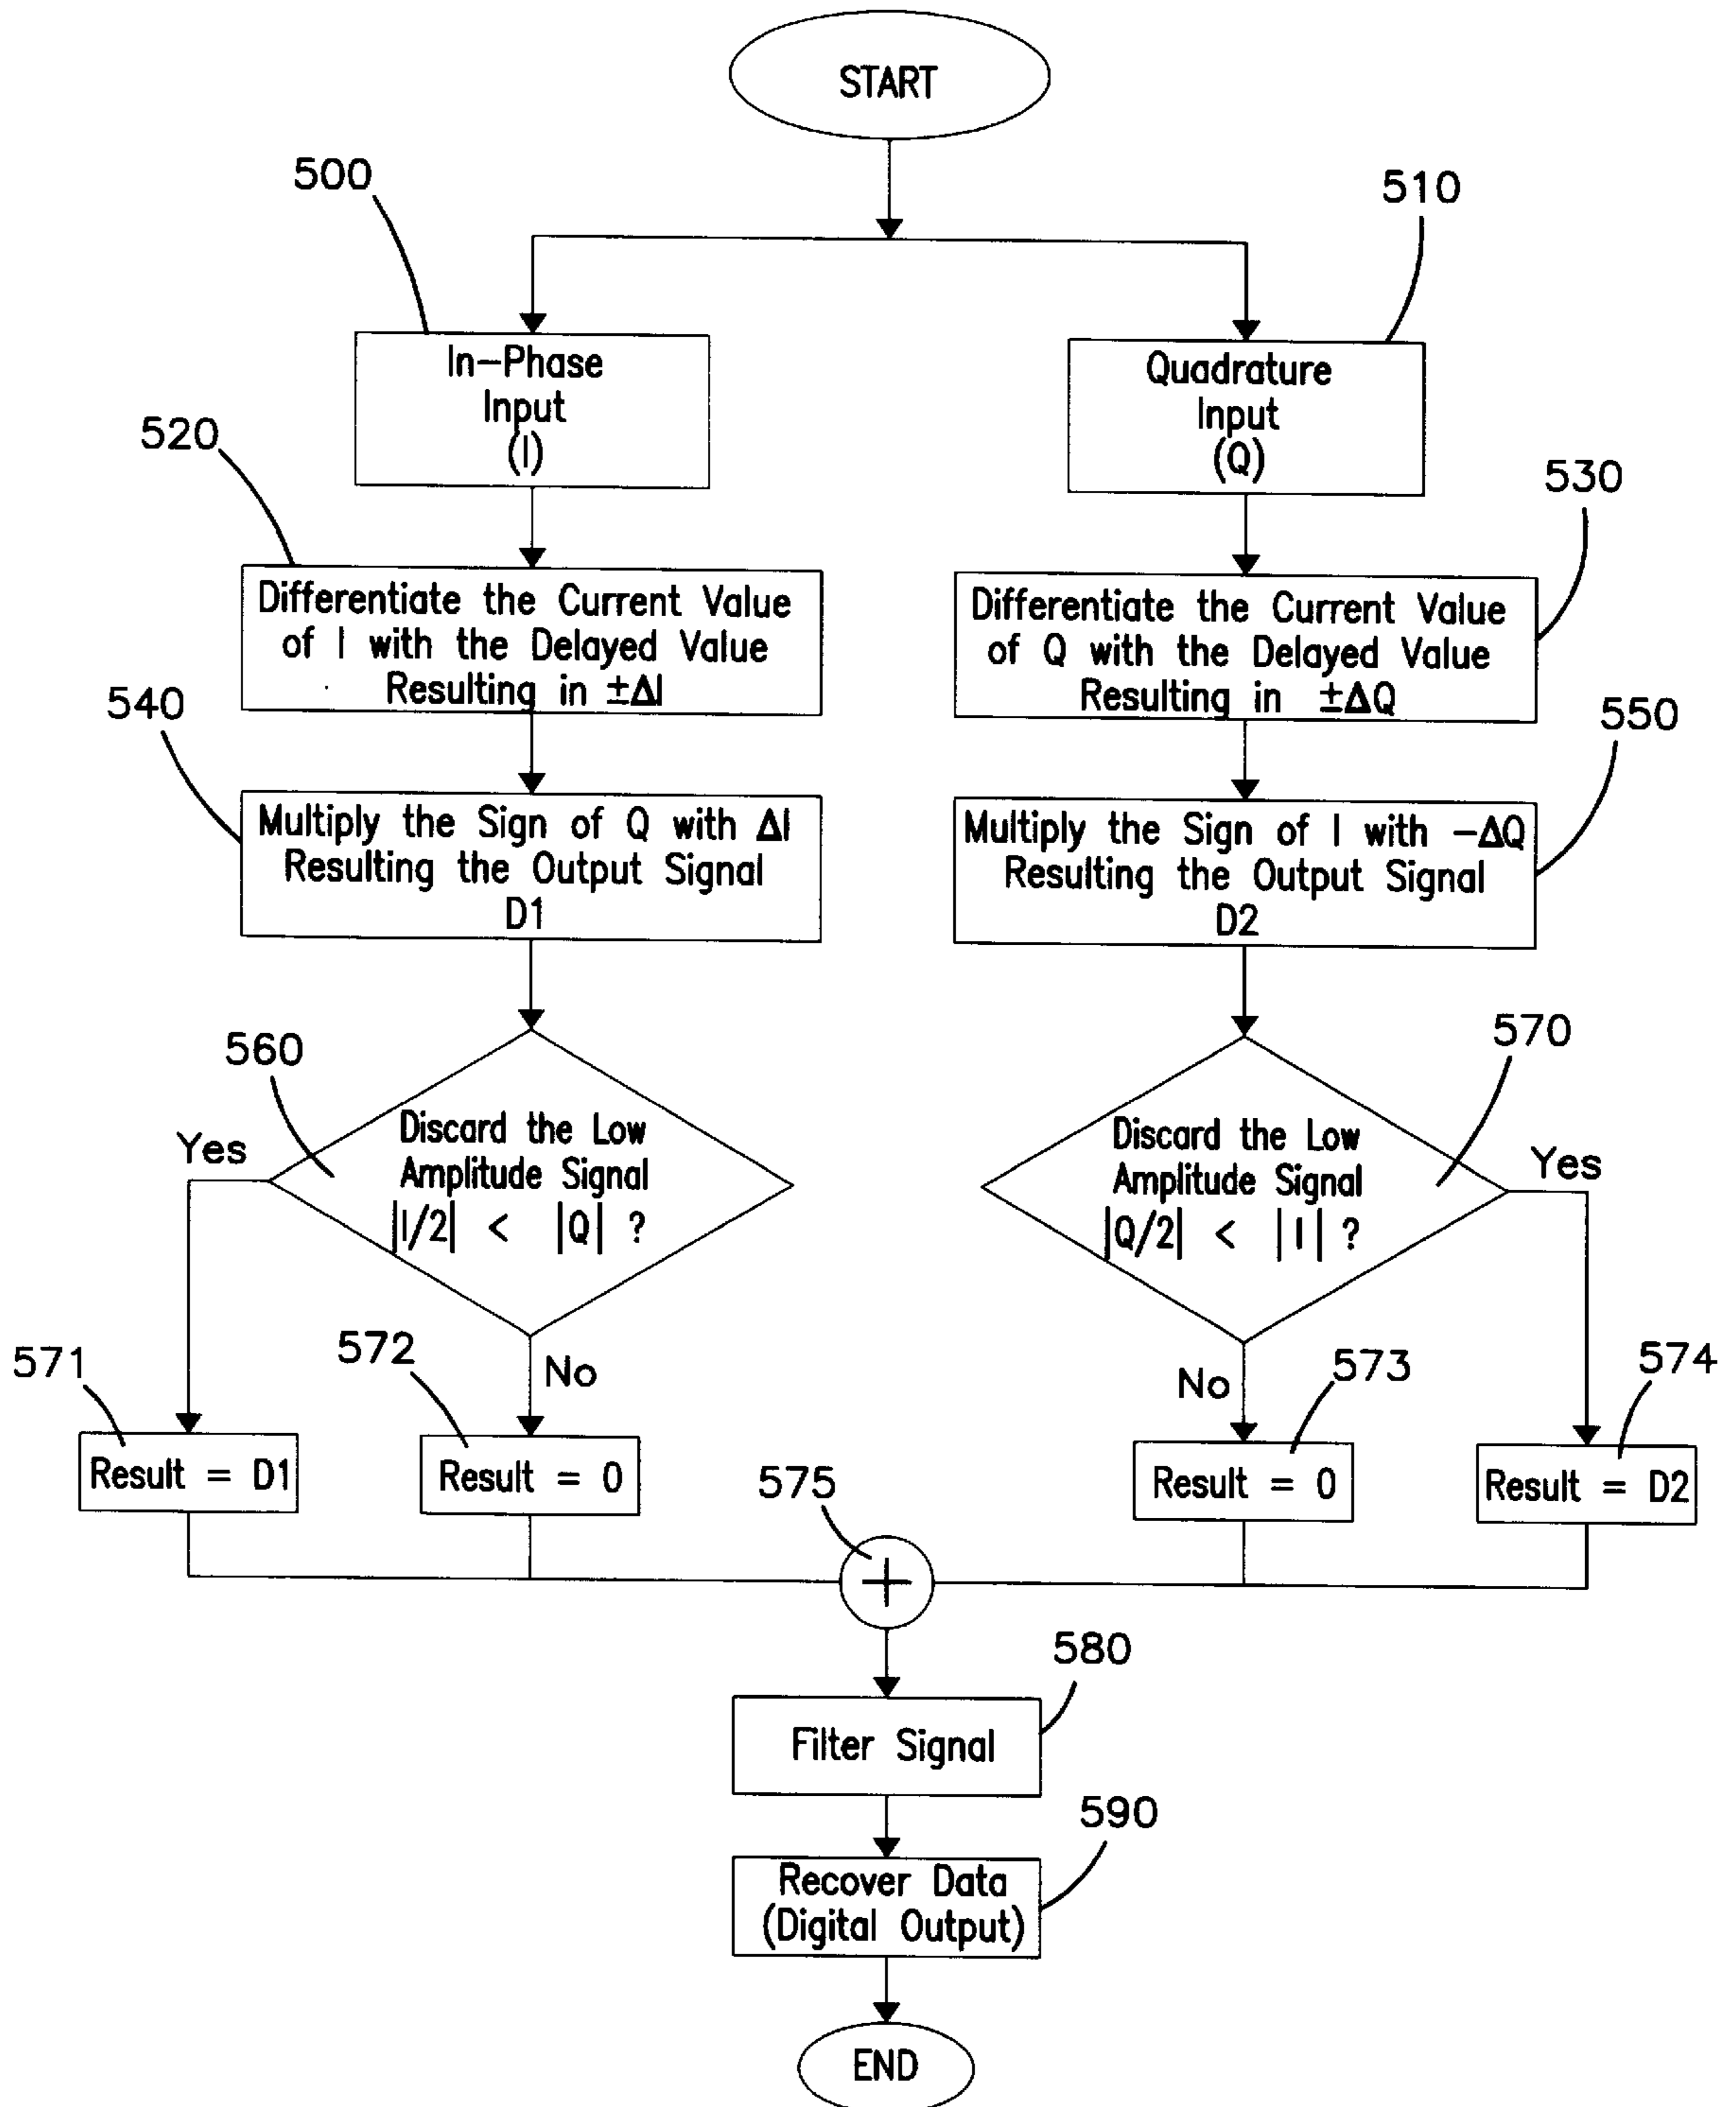 START
500
510
In-Phase
Input
(I)
Quadrature
Input
(Q)
520
530
Differentiate the Current Value
of I with the Delayed Value
Resulting in ±ΔI
Differentiate the Current Value
of Q with the Delayed Value
Resulting in ±ΔQ
540
550
Multiply the Sign of Q with ΔI
Resulting the Output Signal
D1
Multiply the Sign of I with -ΔQ
Resulting the Output Signal
D2
560
570
Yes
Discard the Low
Amplitude Signal
|I/2| < |Q| ?
Discard the Low
Amplitude Signal
|Q/2| < |I| ?
Yes
571
572
No
No
573
574
Result = D1
Result = 0
Result = 0
Result = D2
575
+
580
Filter Signal
590
Recover Data
(Digital Output)
END